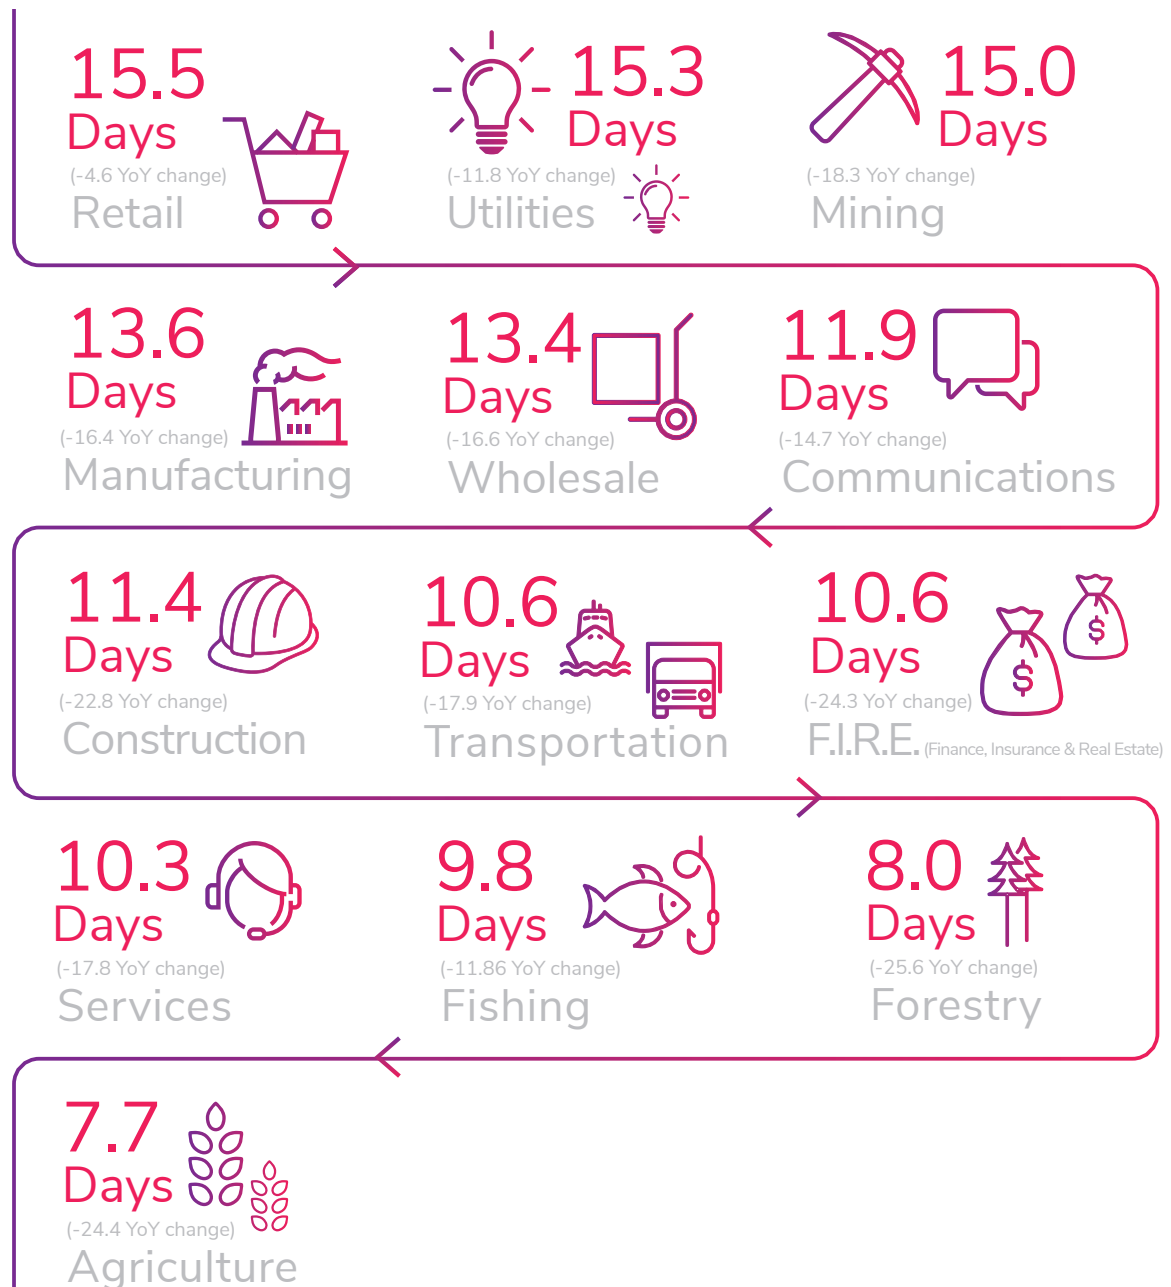 15.5
Days
(-4.6 YoY change)
Retail
15.3
Days
(-11.8 YoY change)
Utilities
15.0
Days
(-18.3 YoY change)
Mining
13.6
Days
(-16.4 YoY change)
Manufacturing
13.4
Days
(-16.6 YoY change)
Wholesale
11.9
Days
(-14.7 YoY change)
Communications
11.4
Days
(-22.8 YoY change)
Construction
10.6
Days
(-17.9 YoY change)
Transportation
10.6
Days
(-24.3 YoY change)
F.I.R.E. (Finance, Insurance & Real Estate)
$
$
10.3
Days
(-17.8 YoY change)
Services
9.8
Days
(-11.86 YoY change)
Fishing
8.0
Days
(-25.6 YoY change)
Forestry
7.7
Days
(-24.4 YoY change)
Agriculture